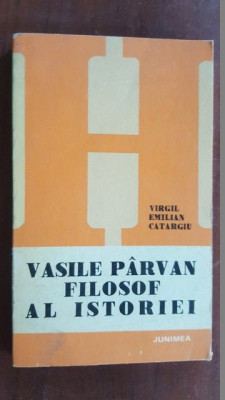 VIRGIL
EMILIAN
CATARGIU
VASILE PÂRVAN
FILOSOF
AL ISTORIEI
JUNIMEA